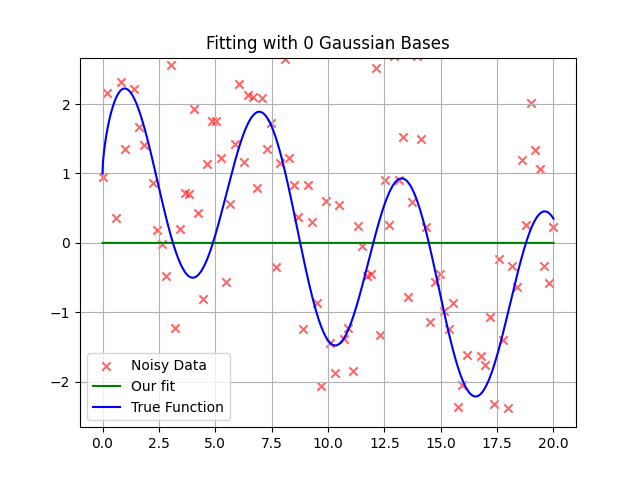 Fitting with 0 Gaussian Bases
2
1
0
−1
−2
Noisy Data
Our fit
True Function
0.0 2.5 5.0 7.5 10.0 12.5 15.0 17.5 20.0